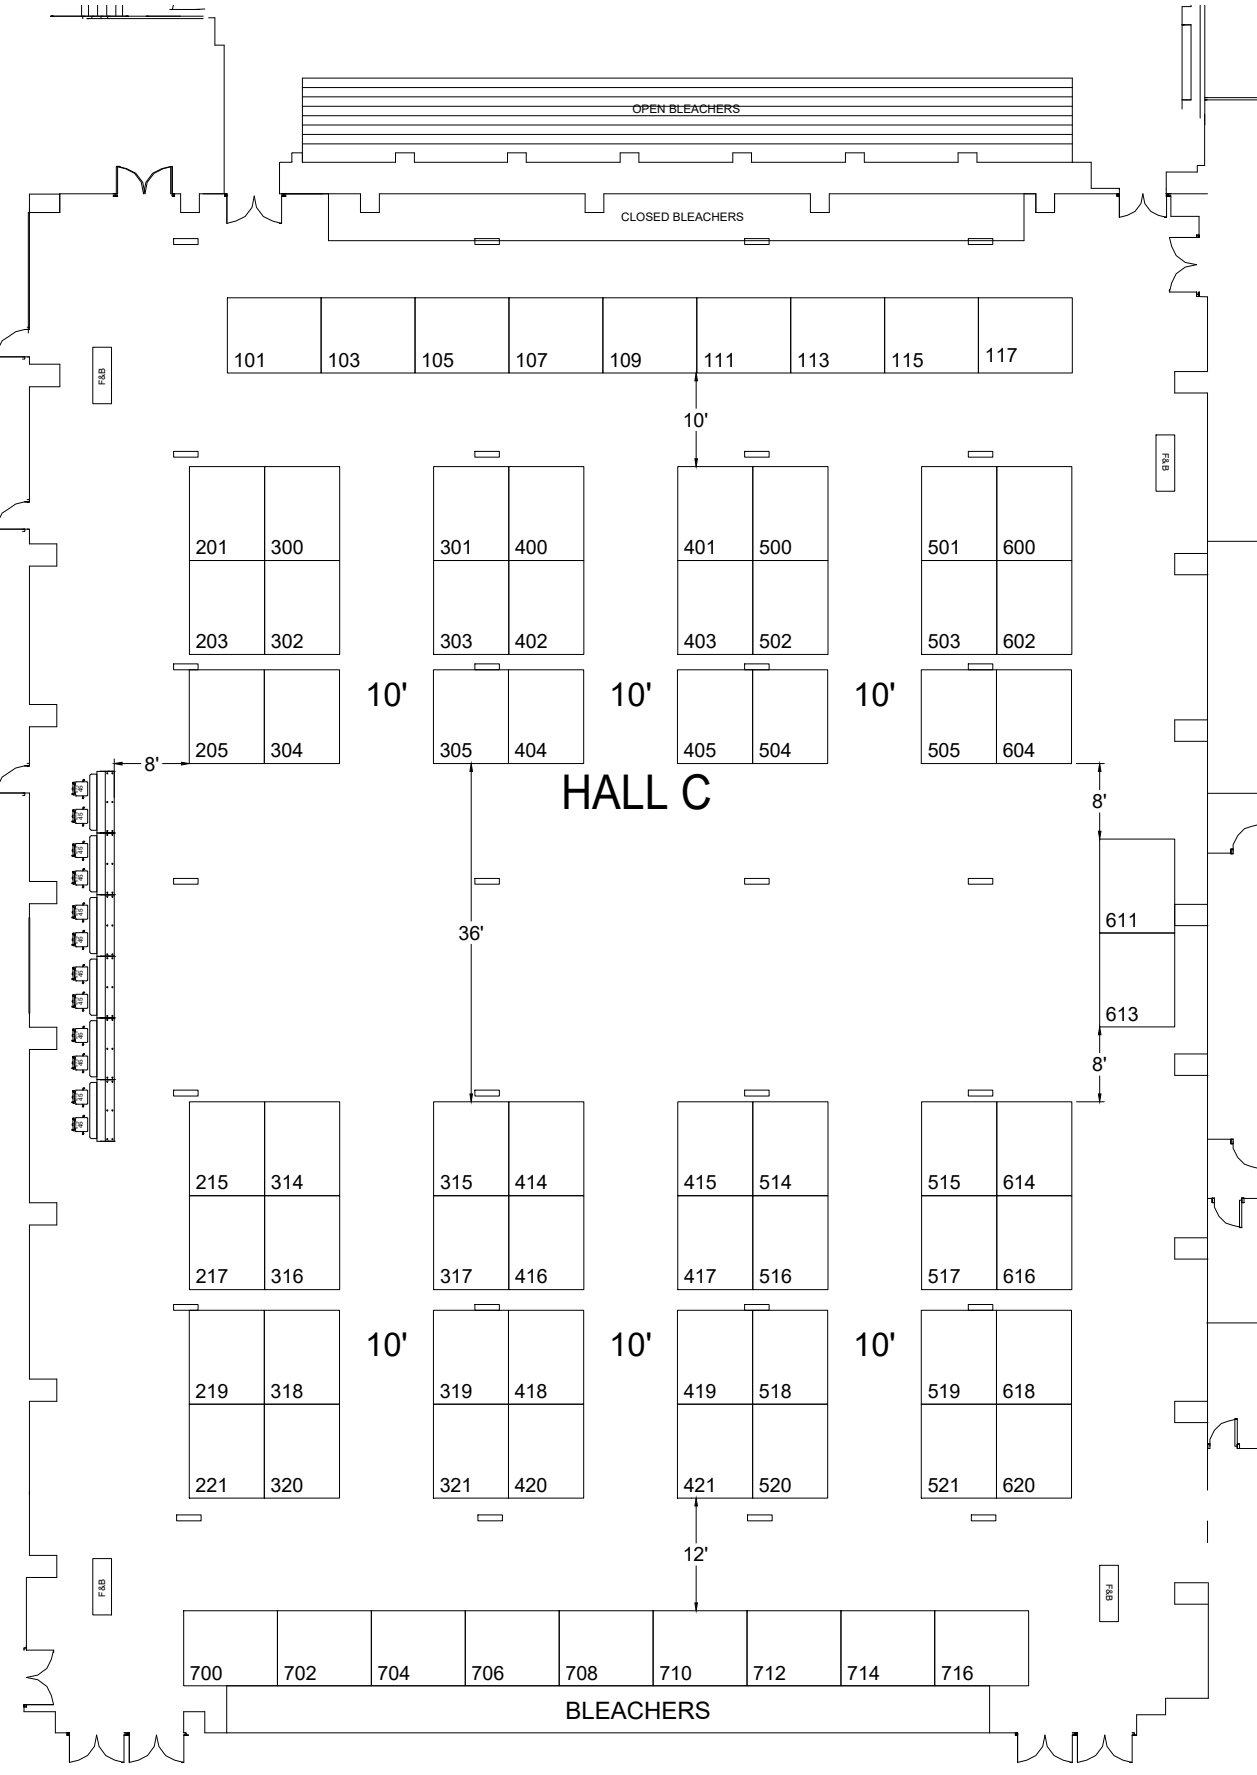 OPEN BLEACHERS
CLOSED BLEACHERS
101 103 105 107 109 111 113 115 117
F&B
10'
F&B
201 300 301 400 401 500 501 600
203 302 303 402 403 502 503 602
10' 10' 10'
205 304 305 404 405 504 505 604
8'
HALL C
8'
611
36'
613
8'
215 314 315 414 415 514 515 614
217 316 317 416 417 516 517 616
10' 10' 10'
219 318 319 418 419 518 519 618
221 320 321 420 421 520 521 620
12'
F&B F&B
700 702 704 706 708 710 712 714 716
BLEACHERS